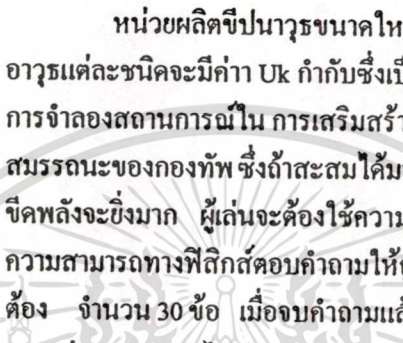 หน่วยผลิตขีปนาวุธขนาดให
อาวุธแต่ละชนิดจะมีค่าา Uk กำกับซึ่งเป็
การจำลองสถานการณ์ใน การเสริมสร้า
สมรรถนะของกองทัพ ซึ่งถ้าสะสมได้ม
ขีดพลังจะยิ่งมาก ผู้เล่นจะต้องใช้ความ
ความสามารถทางฟิสิกส์ตอบคำถามให้
ต้อง จำนวน 30 ข้อ เมื่อจบคำถามแล้